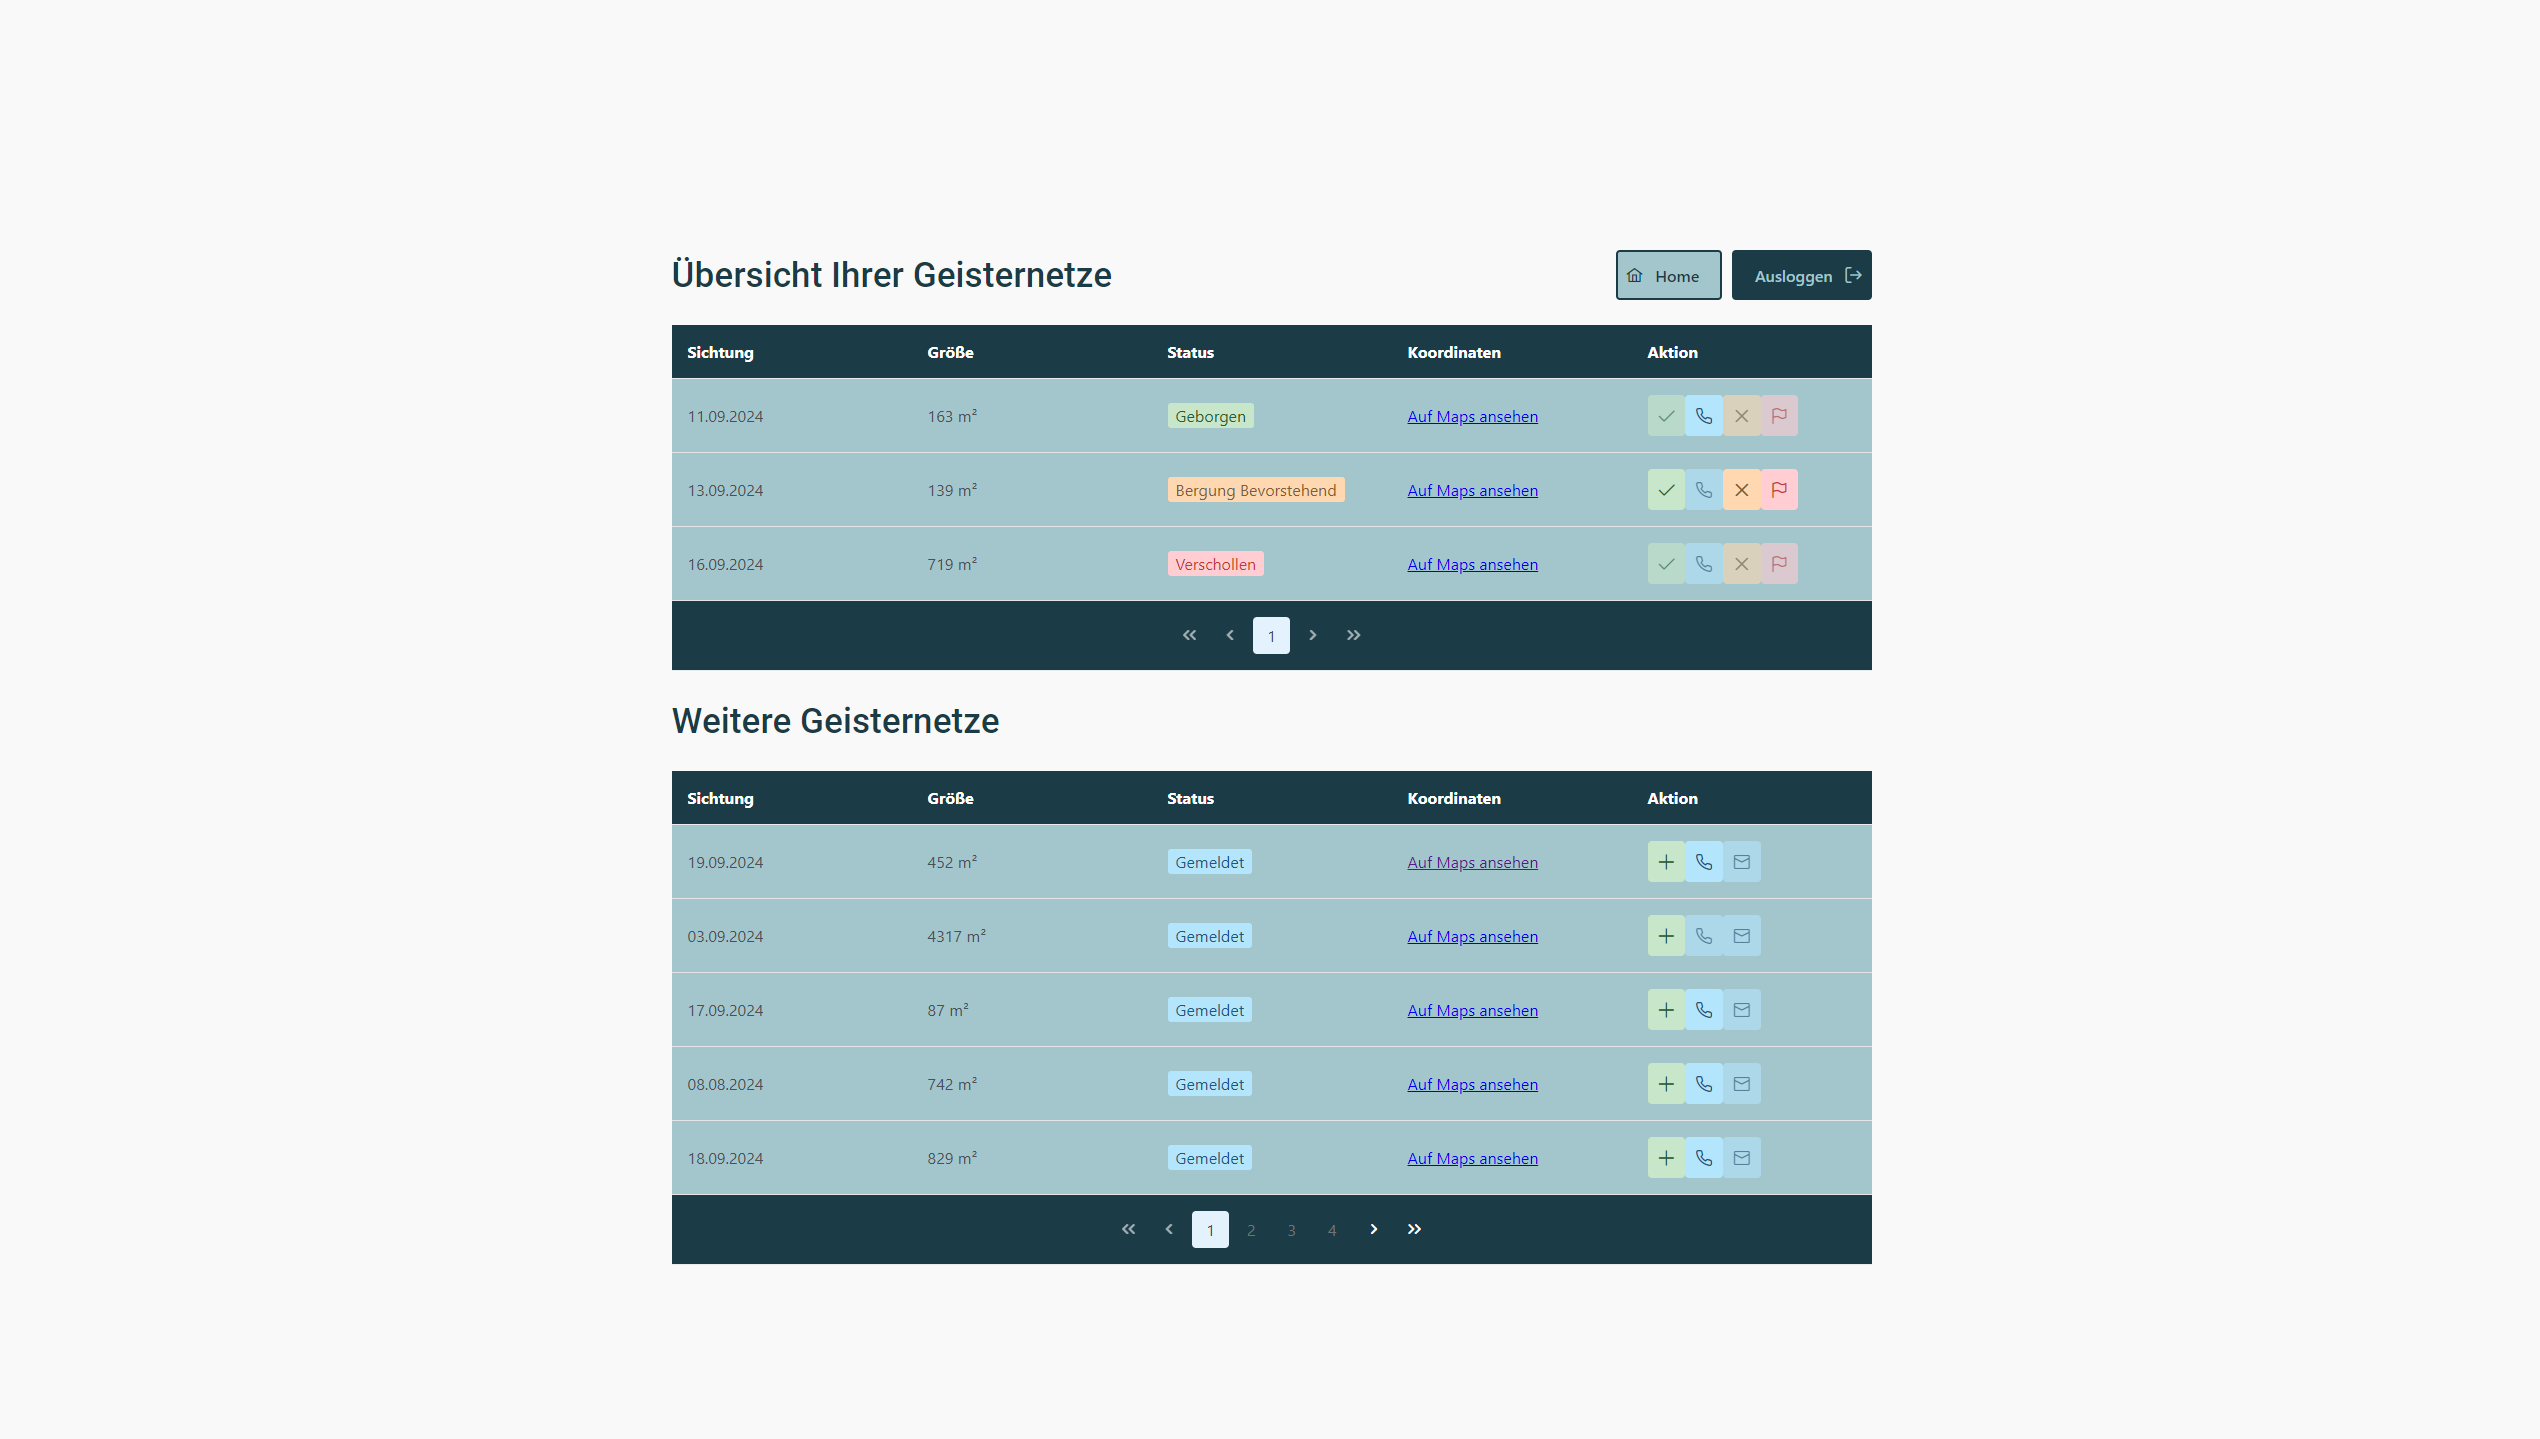 Übersicht Ihrer Geisternetze Home Ausloggen
Sichtung Größe Status Koordinaten Aktion
11.09.2024 163 m² Geborgen Auf Maps ansehen
13.09.2024 139 m² Bergung Bevorstehend Auf Maps ansehen
16.09.2024 719 m² Verschollen Auf Maps ansehen
1
Weitere Geisternetze
Sichtung Größe Status Koordinaten Aktion
19.09.2024 452 m² Gemeldet Auf Maps ansehen
03.09.2024 4317 m² Gemeldet Auf Maps ansehen
17.09.2024 87 m² Gemeldet Auf Maps ansehen
08.08.2024 742 m² Gemeldet Auf Maps ansehen
18.09.2024 829 m² Gemeldet Auf Maps ansehen
1 2 3 4